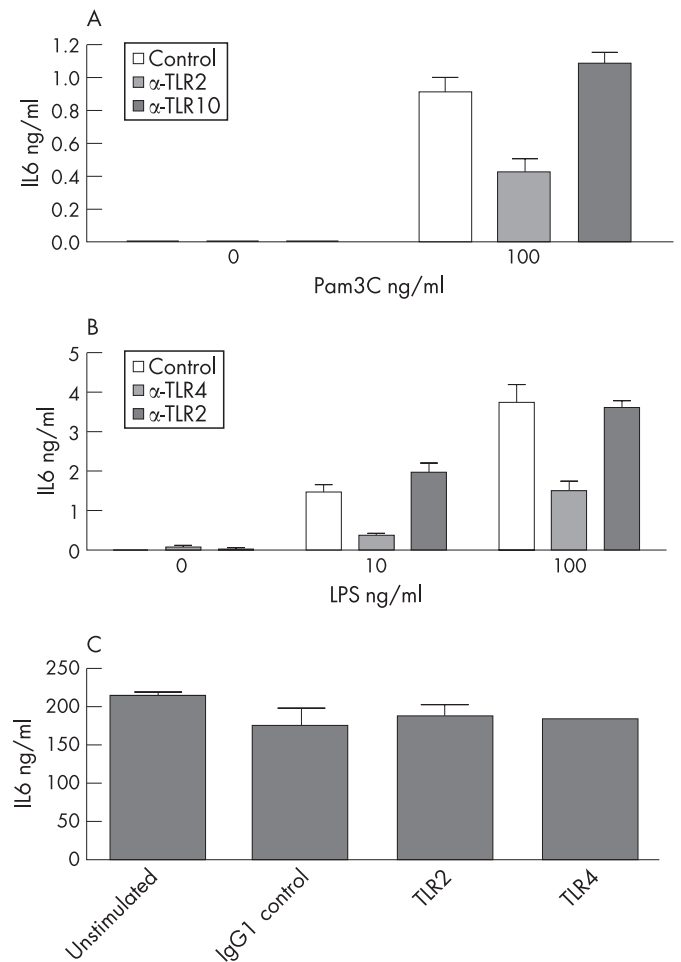 A
1.2
1.0
0.8
0.6
0.4
0.2
0.0
IL6 ng/ml
Control
α-TLR2
α-TLR10
0 100
Pam3C ng/ml
B
5
4
3
2
1
0
IL6 ng/ml
Control
α-TLR4
α-TLR2
0 10 100
LPS ng/ml
C
250
200
150
100
50
0
IL6 ng/ml
Unstimulated
IgG1 control
TLR2
TLR4